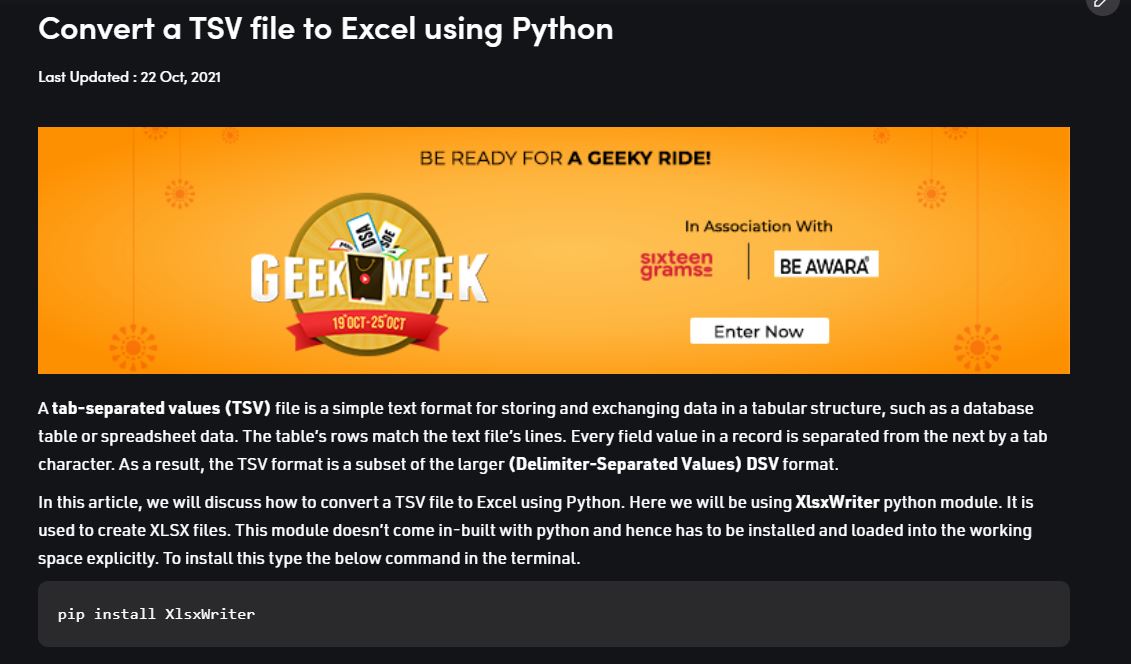 Convert a TSV file to Excel using Python
Last Updated : 22 Oct, 2021
BE READY FOR A GEEKY RIDE!
DSA
SDE
GEEK WEEK
19 OCT - 25 OCT
In Association With
sixteen
grams
BE AWARA
Enter Now
A tab-separated values (TSV) file is a simple text format for storing and exchanging data in a tabular structure, such as a database
table or spreadsheet data. The table’s rows match the text file’s lines. Every field value in a record is separated from the next by a tab
character. As a result, the TSV format is a subset of the larger (Delimiter-Separated Values) DSV format.
In this article, we will discuss how to convert a TSV file to Excel using Python. Here we will be using XlsxWriter python module. It is
used to create XLSX files. This module doesn’t come in-built with python and hence has to be installed and loaded into the working
space explicitly. To install this type the below command in the terminal.
pip install XlsxWriter